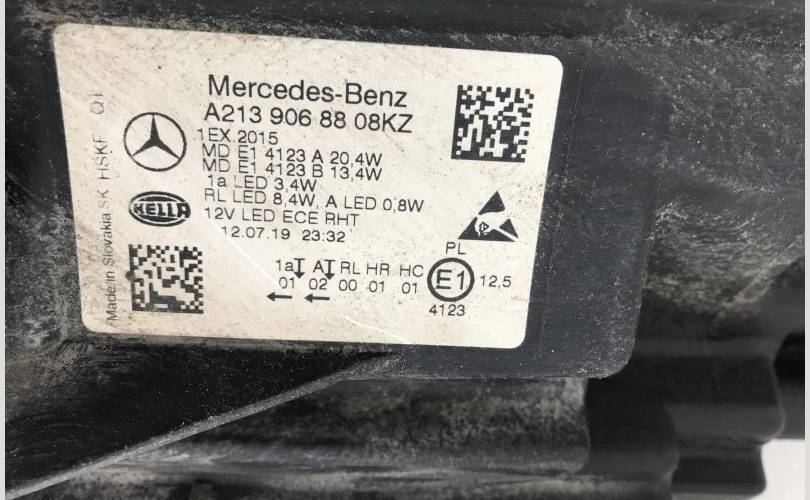 Mercedes-Benz
A213 906 88 08KZ
1EX 2015
MD E1 4123 A 20,4W
MD E1 4123 B 13,4W
1a LED 3,4W
RL LED 8,4W, A LED 0,8W
12V LED ECE RHT
12.07.19 23:32
HELLA
Made in Slovakia SK HSKF Q1
PL
1a A RL HR HC
01 02 00 01 01
E1
12,5
4123